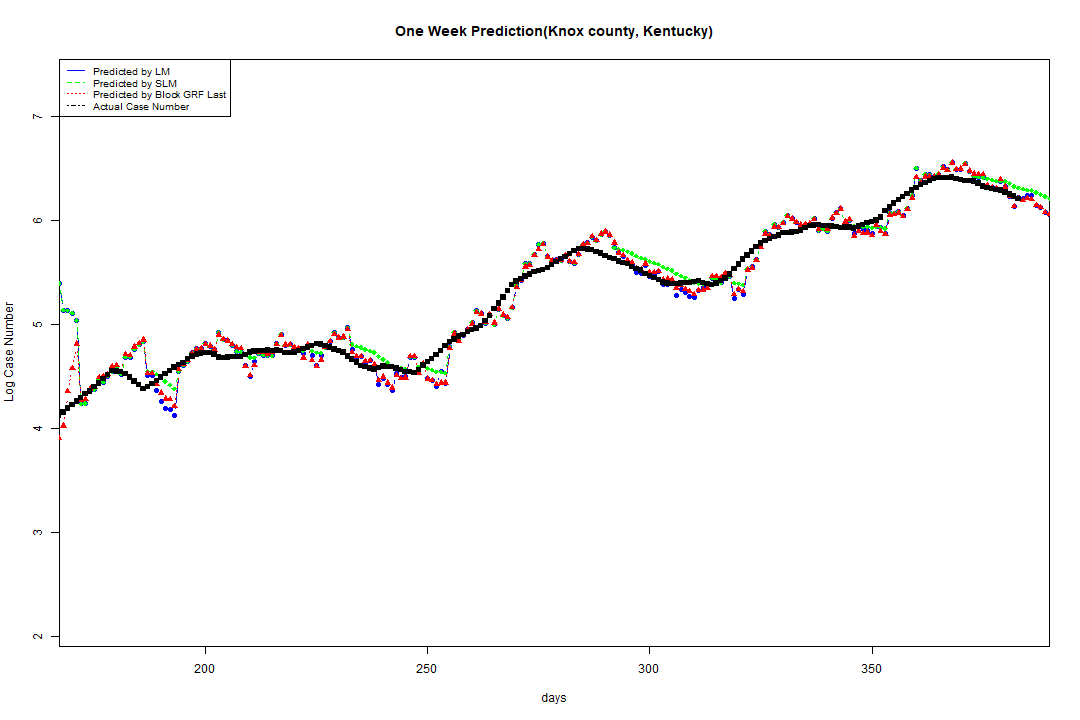 One Week Prediction(Knox county, Kentucky)
Predicted by LM
Predicted by SLM
Predicted by Block GRF Last
Actual Case Number
Log Case Number
7
6
5
4
3
2
200
250
300
350
days